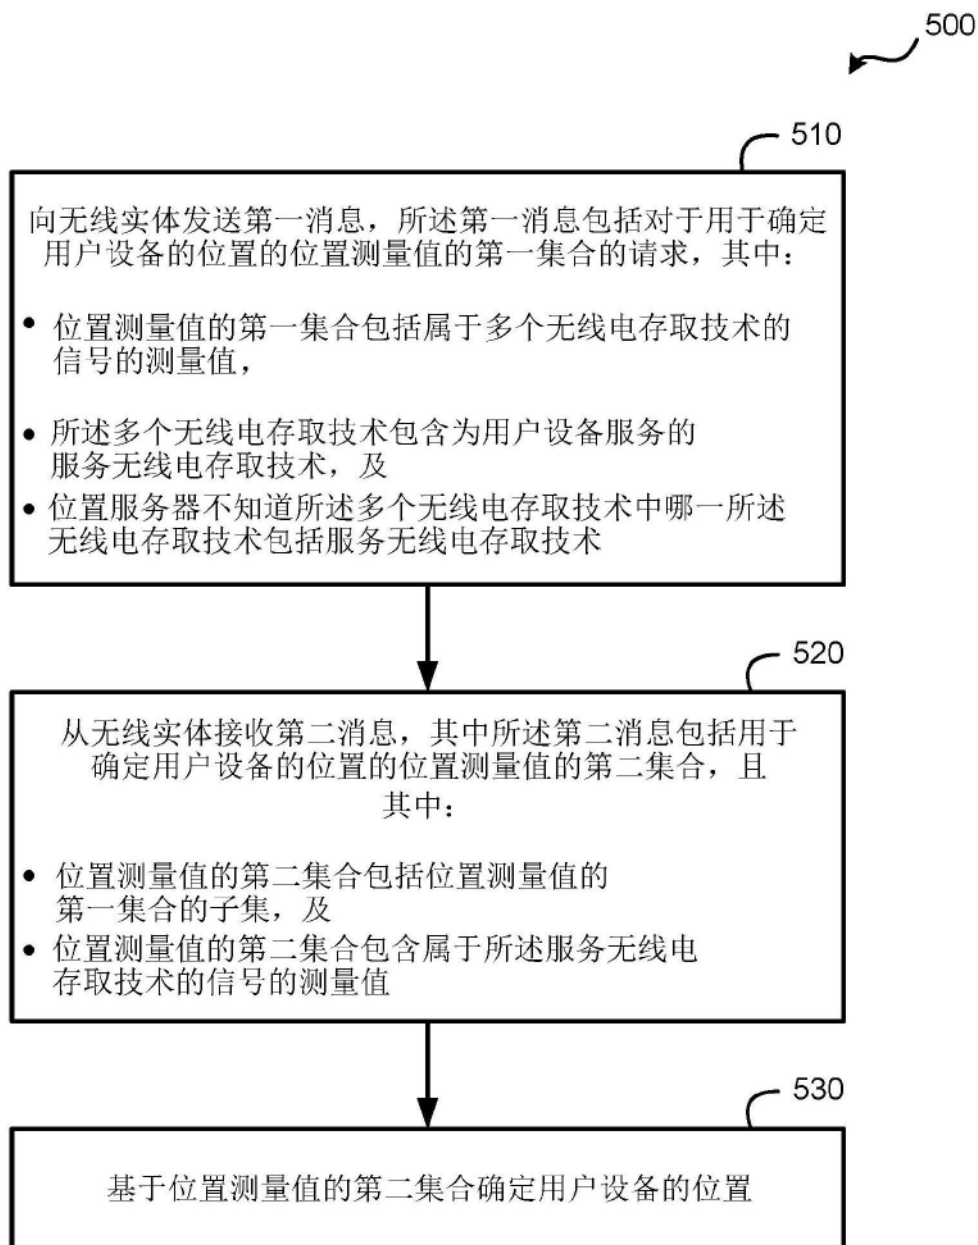 500
510
向无线实体发送第一消息，所述第一消息包括对于用于确定
用户设备的位置的位置测量值的第一集合的请求，其中：
• 位置测量值的第一集合包括属于多个无线电存取技术的
信号的测量值，
• 所述多个无线电存取技术包含为用户设备服务的
服务无线电存取技术，及
• 位置服务器不知道所述多个无线电存取技术中哪一所述
无线电存取技术包括服务无线电存取技术
520
从无线实体接收第二消息，其中所述第二消息包括用于
确定用户设备的位置的位置测量值的第二集合，且
其中：
• 位置测量值的第二集合包括位置测量值的
第一集合的子集，及
• 位置测量值的第二集合包含属于所述服务无线电
存取技术的信号的测量值
530
基于位置测量值的第二集合确定用户设备的位置